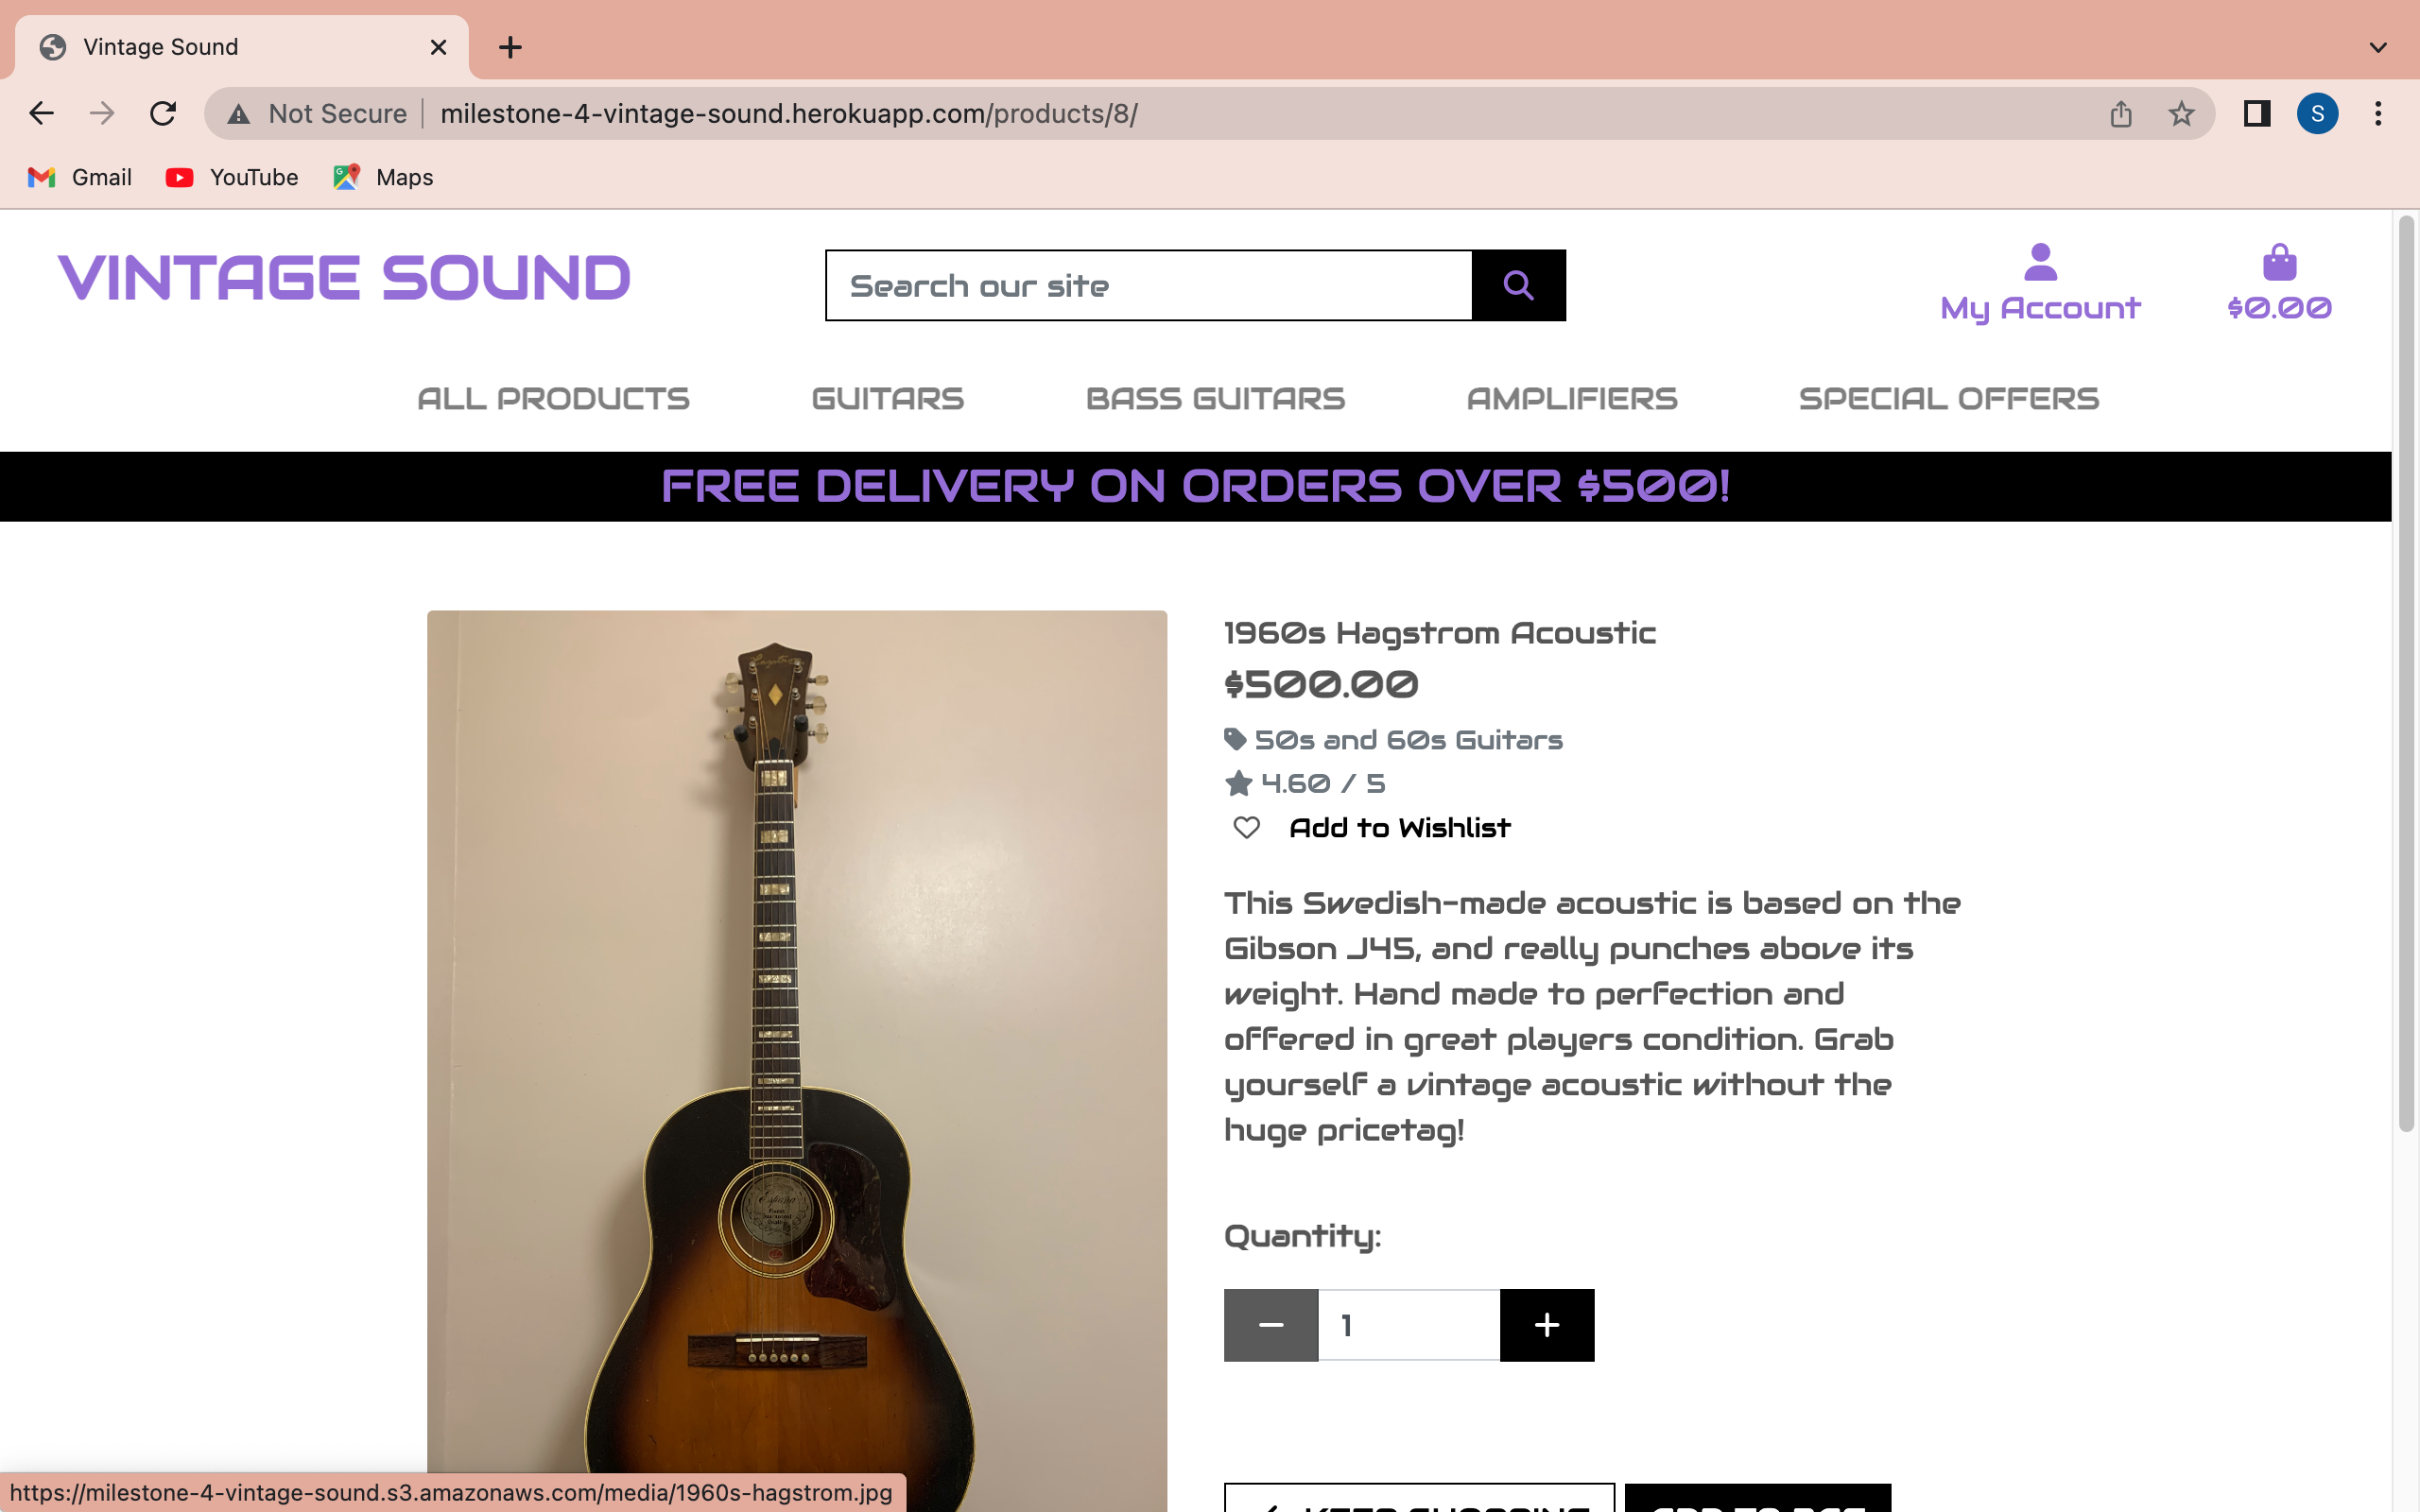 Vintage Sound
Not Secure
milestone-4-vintage-sound.herokuapp.com/products/8/
S
Gmail
YouTube
Maps
VINTAGE SOUND
Search our site
My Account
$0.00
ALL PRODUCTS
GUITARS
BASS GUITARS
AMPLIFIERS
SPECIAL OFFERS
FREE DELIVERY ON ORDERS OVER $500!
1960s Hagstrom Acoustic
$500.00
50s and 60s Guitars
4.60 / 5
Add to Wishlist
This Swedish-made acoustic is based on the
Gibson J45, and really punches above its
weight. Hand made to perfection and
offered in great players condition. Grab
yourself a vintage acoustic without the
huge pricetag!
Quantity:
1
KEEP SHOPPING
ADD TO BAG
https://milestone-4-vintage-sound.s3.amazonaws.com/media/1960s-hagstrom.jpg